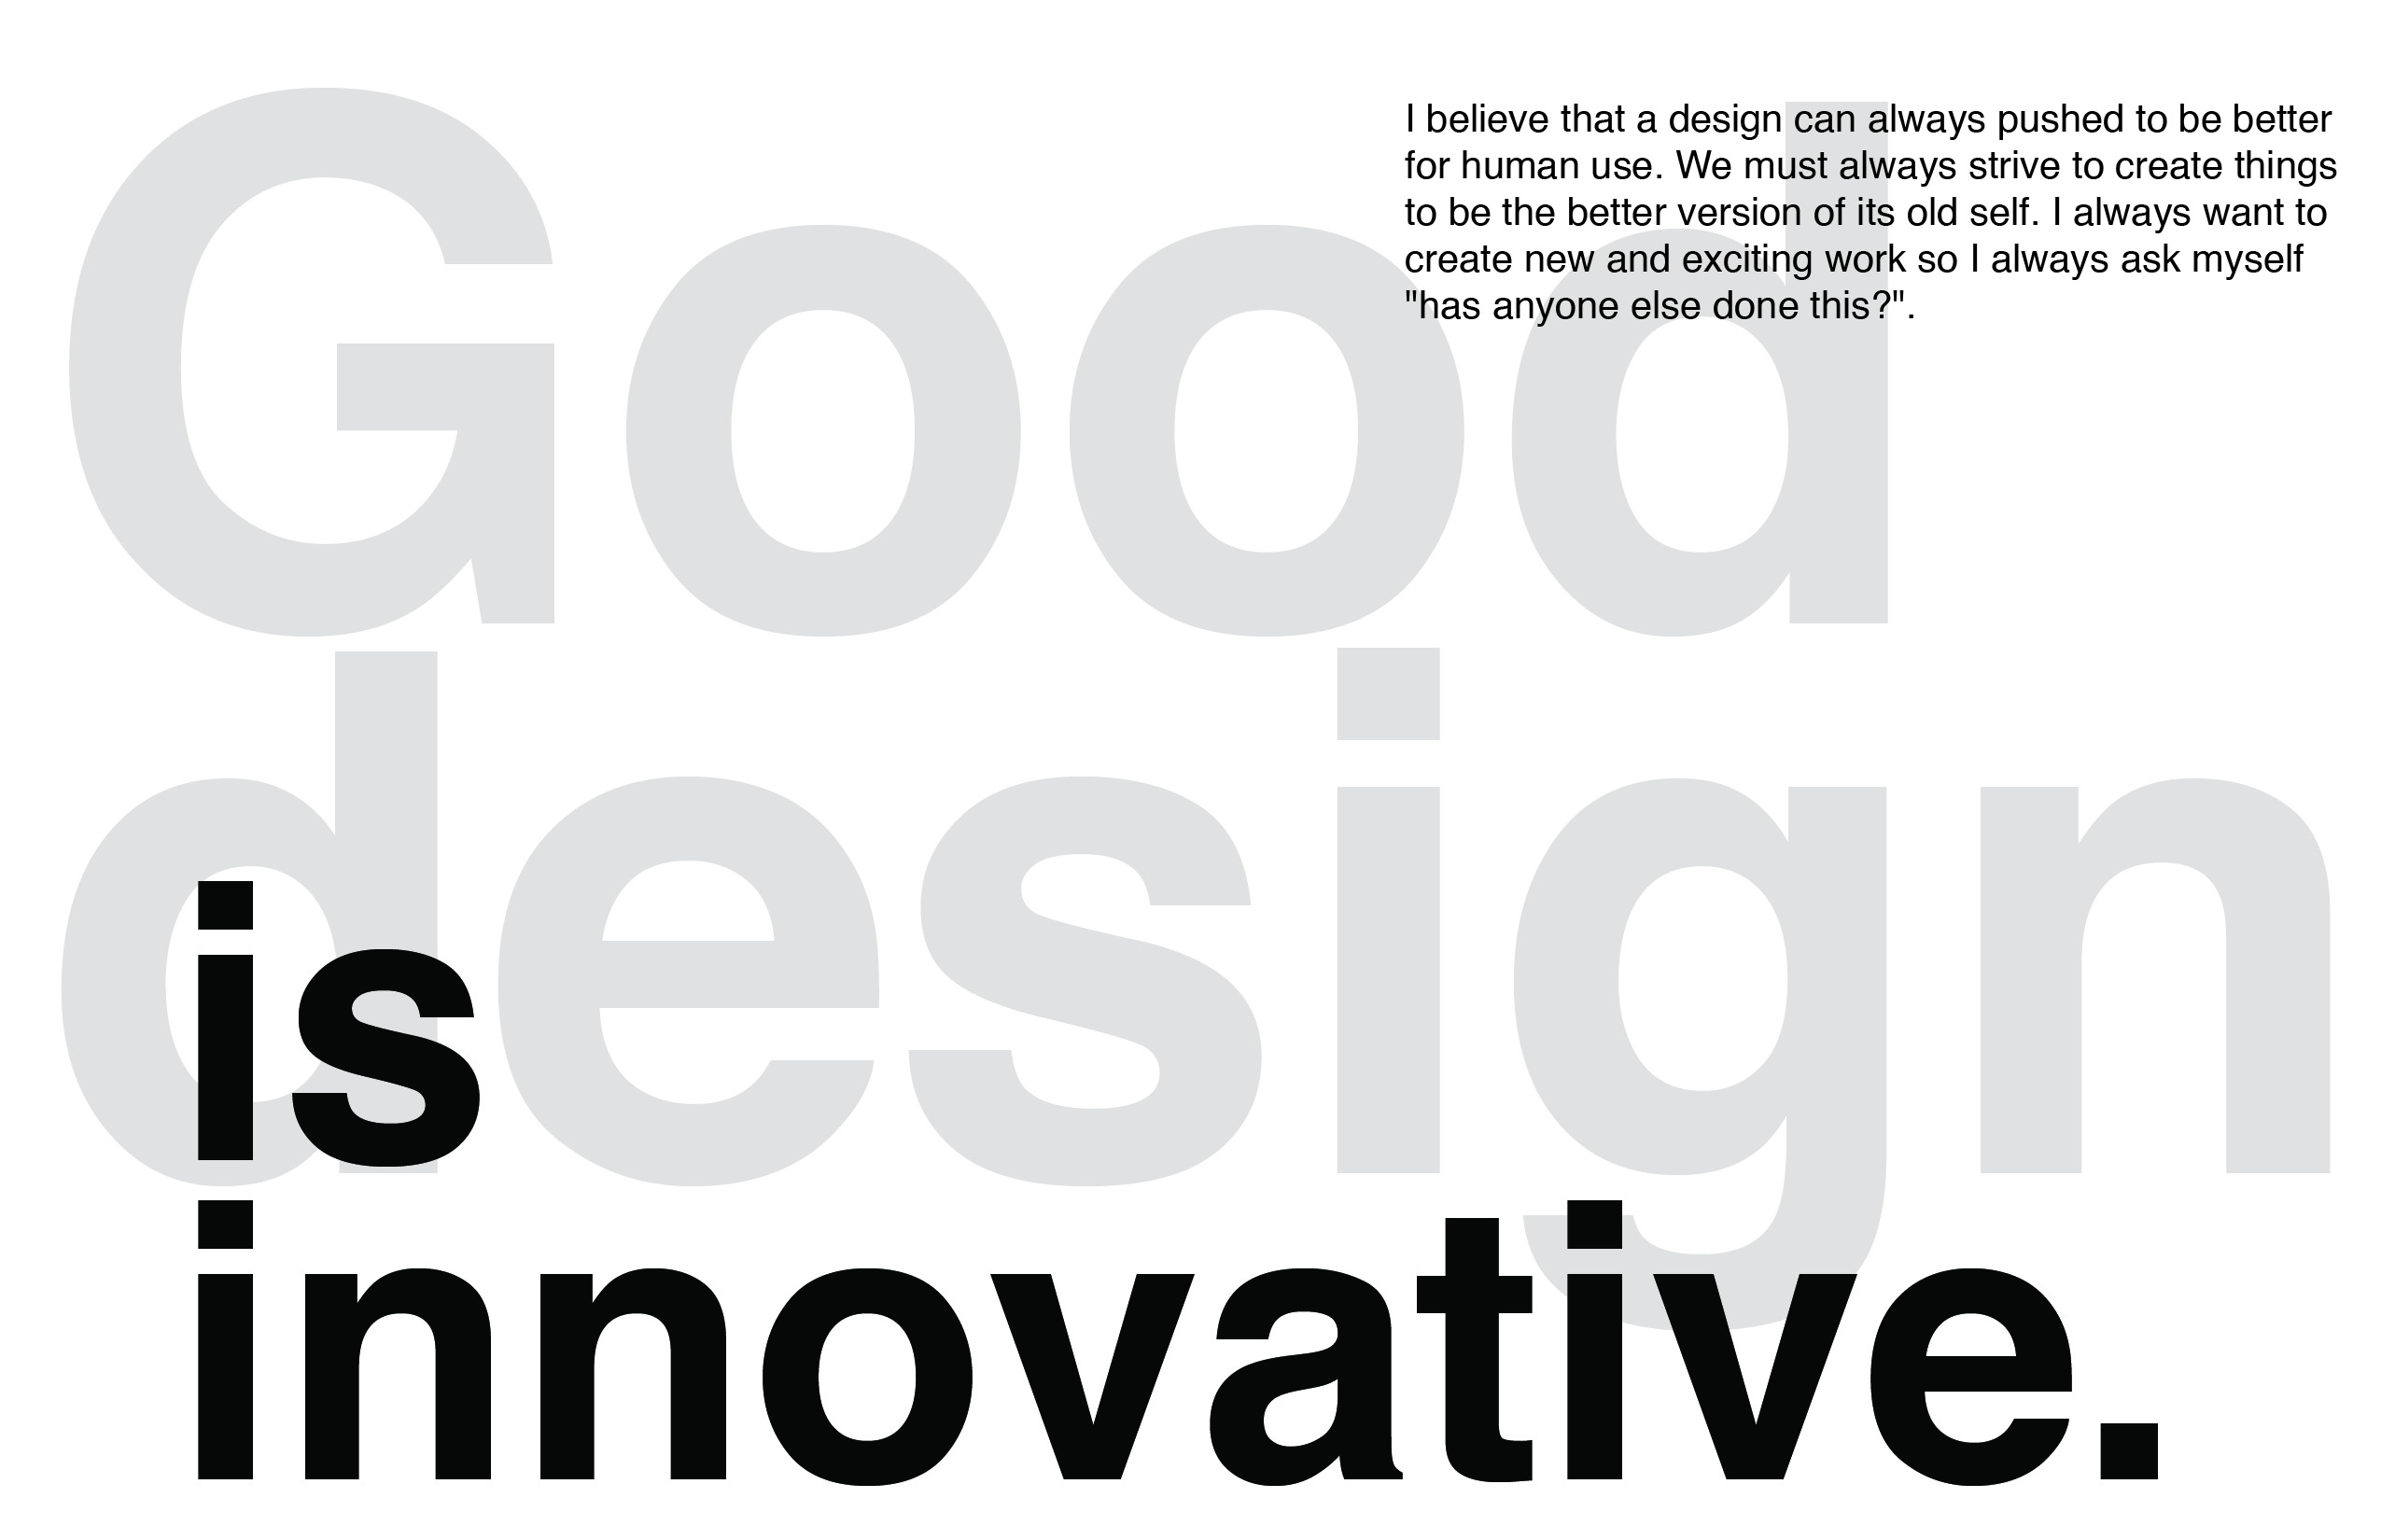 Good
design
is
innovative.
I believe that a design can always pushed to be better
for human use. We must always strive to create things
to be the better version of its old self. I always want to
create new and exciting work so I always ask myself
"has anyone else done this?".